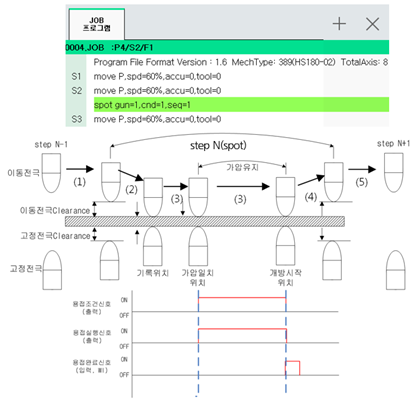 JOB
프로그램
0004.JOB :P4/S2/F1
Program File Format Version : 1.6 MechType: 389(HS180-02) TotalAxis: 8
S1 move P,spd=60%,accu=0,tool=0
S2 move P,spd=60%,accu=0,tool=0
spot gun=1,cnd=1,seq=1
S3 move P,spd=60%,accu=0,tool=0
step N-1
step N(spot)
step N+1
이동전극
가압유치
(1)
(2)
(3)
(3)
(4)
(5)
이동전극Clearance
고정전극Clearance
고정전극
기록위치
가압일치
위치
개방시작
위치
용접조건신호
(출력)
ON
OFF
용접실행신호
(출력)
ON
OFF
용접완료신호
(입력, WI)
ON
OFF